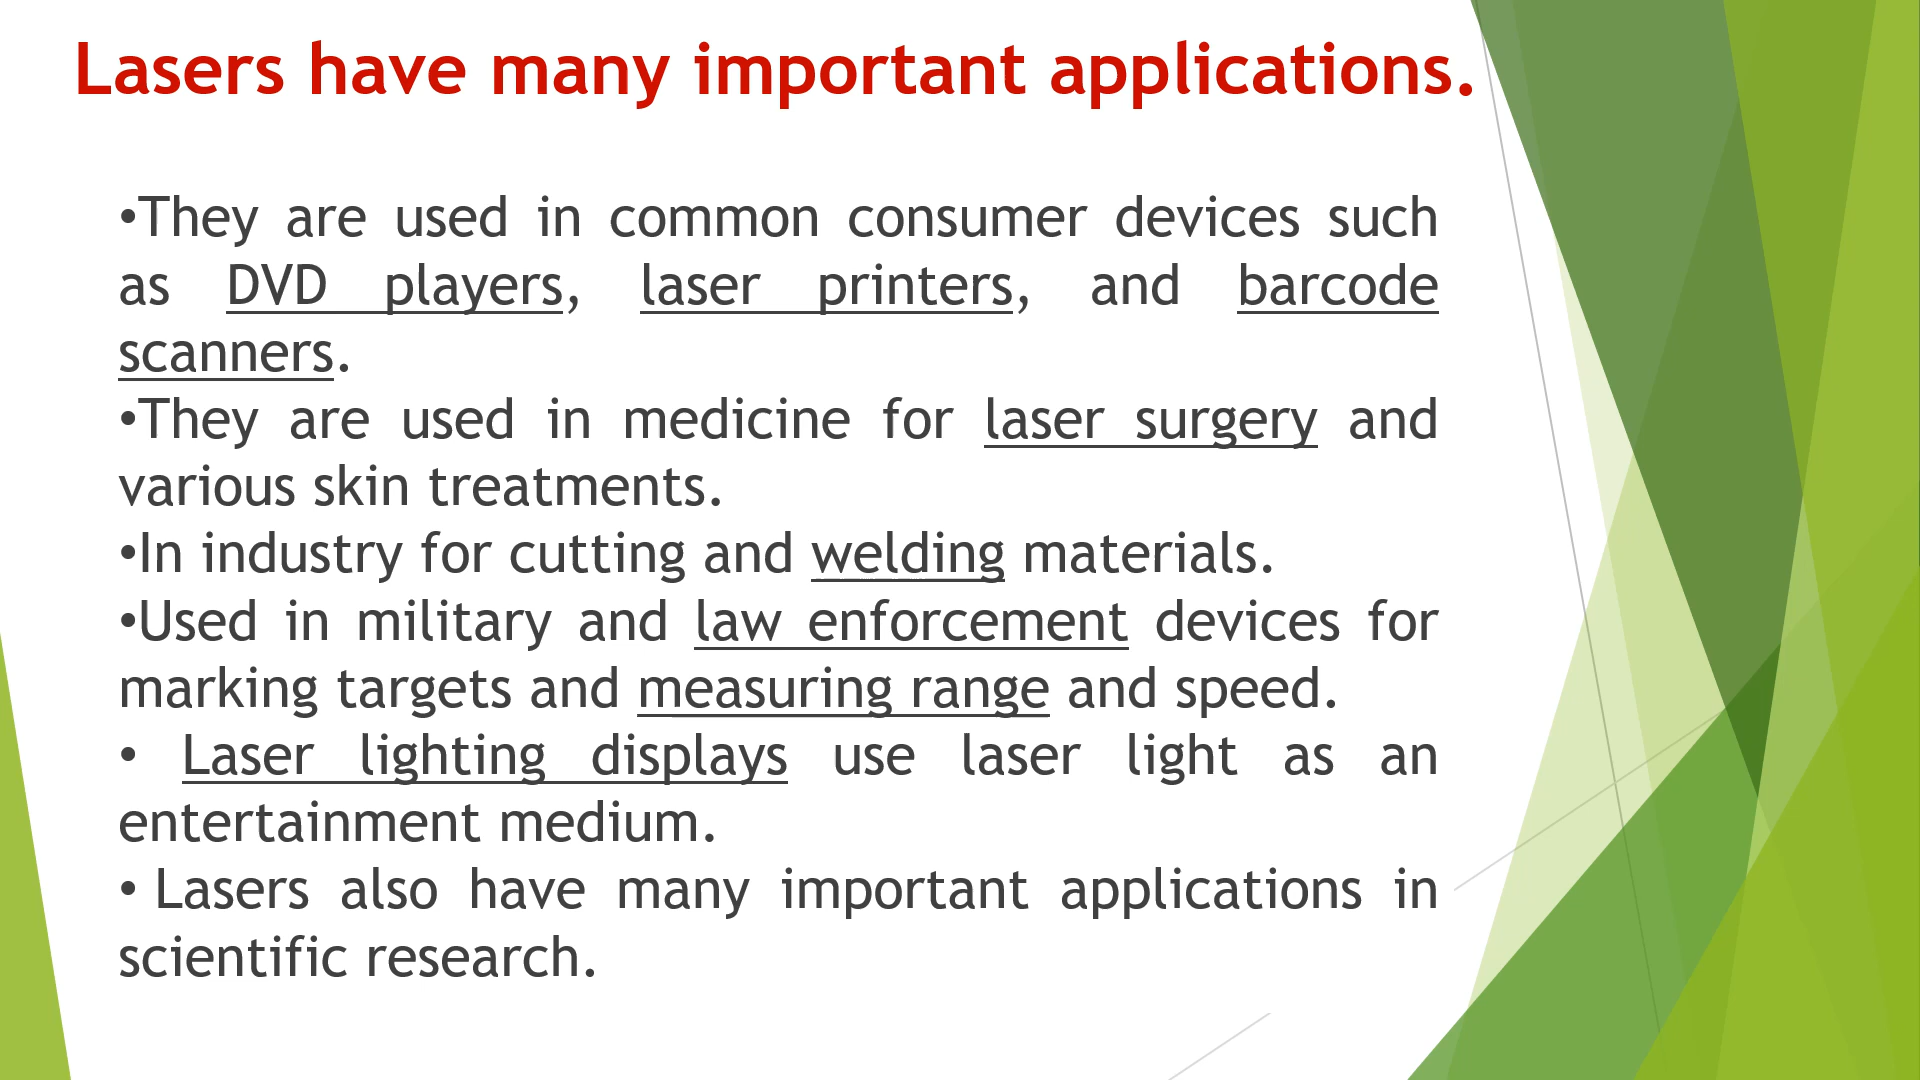 Lasers have many important applications.
•They are used in common consumer devices such
as DVD players, laser printers, and barcode
scanners.
•They are used in medicine for laser surgery and
various skin treatments.
•In industry for cutting and welding materials.
•Used in military and law enforcement devices for
marking targets and measuring range and speed.
• Laser lighting displays use laser light as an
entertainment medium.
• Lasers also have many important applications in
scientific research.